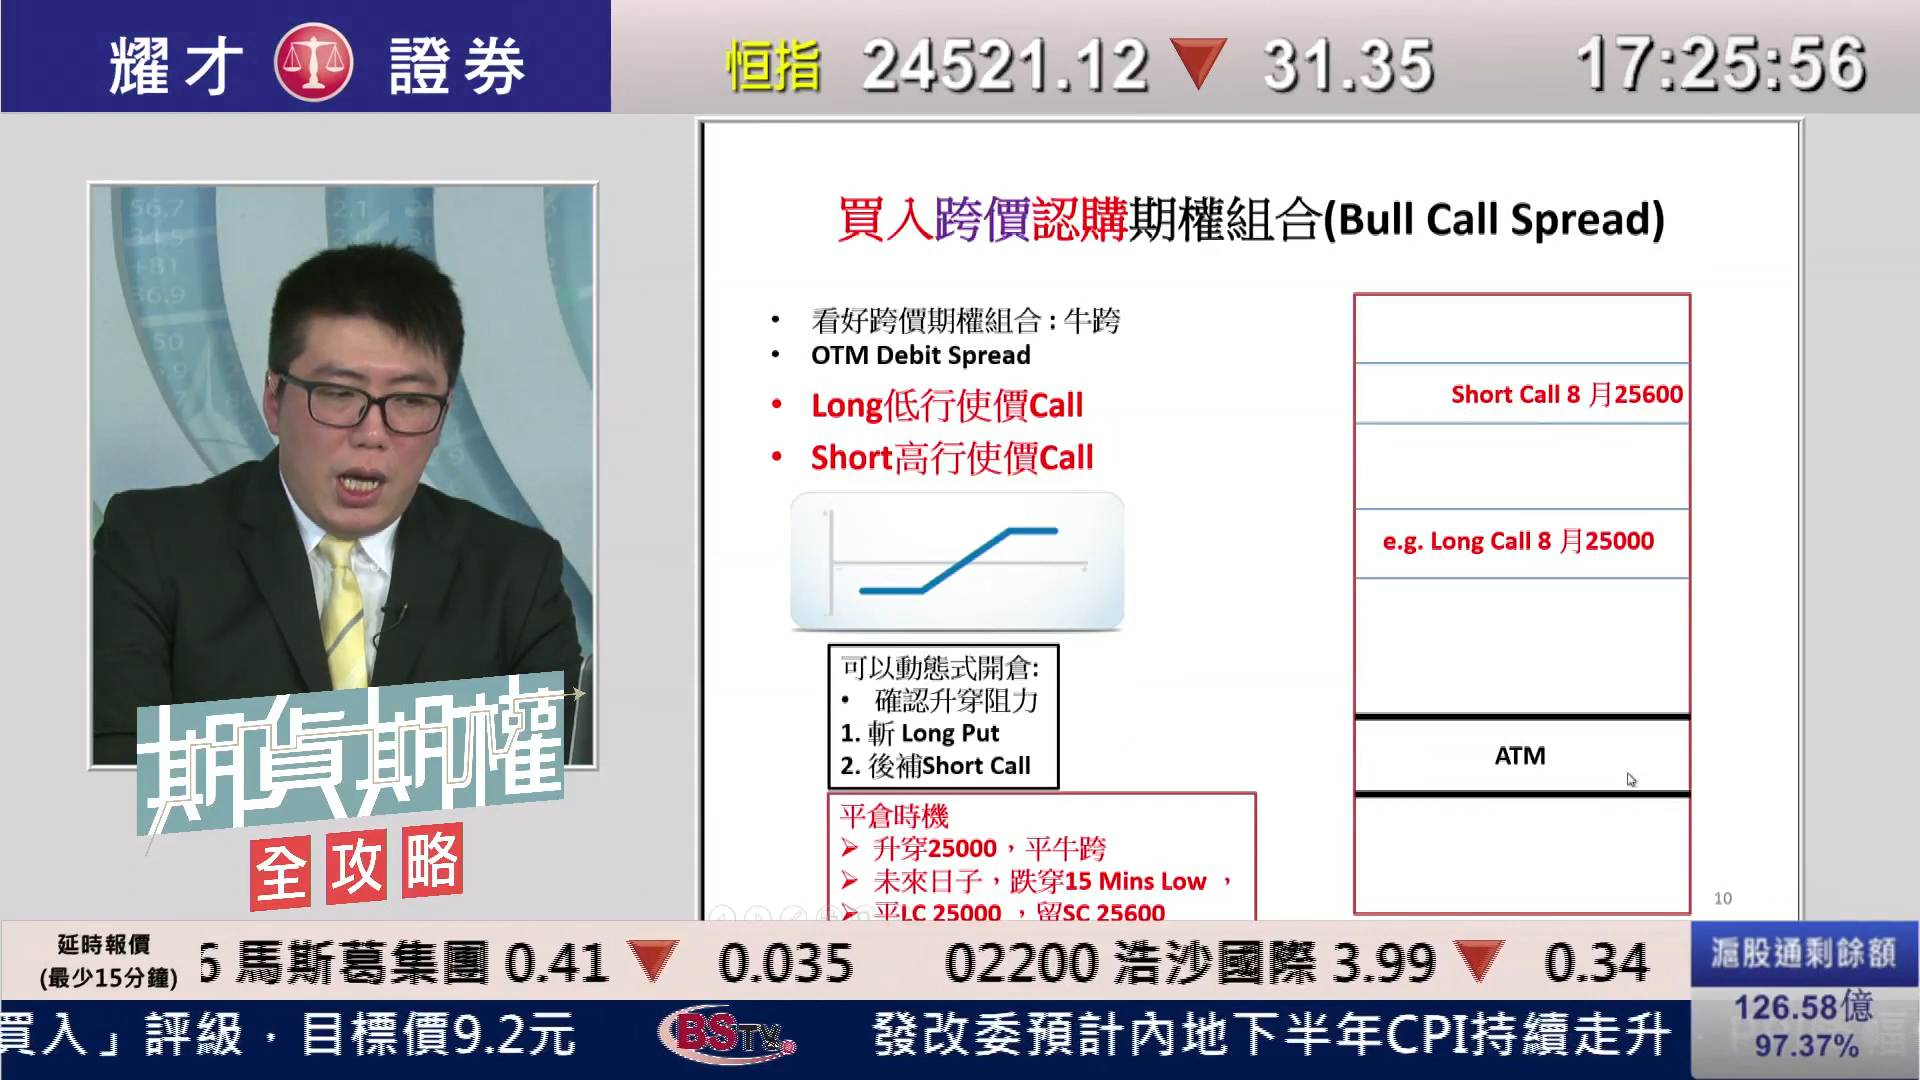 耀才 證券
恒指 24521.12 31.35 17:25:56
買入跨價認購期權組合(Bull Call Spread)
• 看好跨價期權組合 : 牛跨
• OTM Debit Spread
• Long低行使價Call
• Short高行使價Call
Short Call 8 月25600
e.g. Long Call 8 月25000
ATM
可以動態式開倉:
• 確認升穿阻力
1. 斬 Long Put
2. 後補Short Call
平倉時機
➢ 升穿25000，平牛跨
➢ 未來日子，跌穿15 Mins Low ，
➢ 平LC 25000 ，留SC 25600
10
期貨期權
全攻略
延時報價
(最少15分鐘)
馬斯葛集團 0.41 0.035 02200 浩沙國際 3.99 0.34
滬股通剩餘額
126.58億
97.37%
買入」評級．目標價9.2元 BSTV 發改委預計內地下半年CPI持續走升